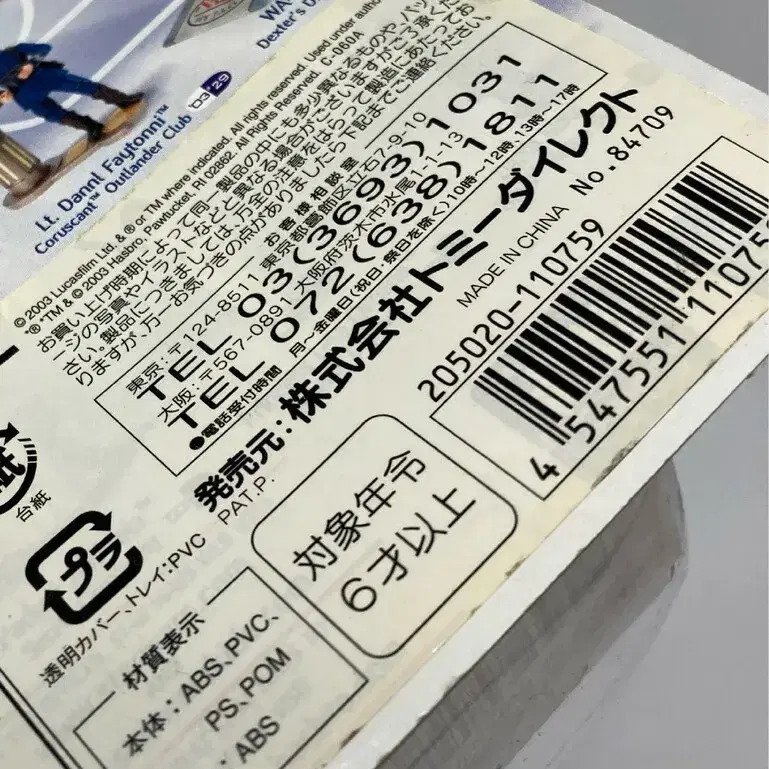 WA
Dexter's D
Lt. Dannl Faytonni™
Coruscant™ Outlander Club
'03 29
©2003 Lucasfilm Ltd. & ® or TM where indicated. All rights reserved. Used under autho
®* TM & ©2003 Hasbro, Pawtucket, RI 02862 All Rights Reserved. C-060A
お買い上げ時期によって同一製品の中にも多少異なるものや、パッ
ージの写真やイラストなどと異なる場合がございますがご了承くだ
さい。製品につきましては、万全の注意をはらって製造にあたってお
りますが、万一お気づきの点がありましたら下記までご連絡ください。
お客様相談室
東京:〒124-8511 東京都葛飾区立石7-9-10
TEL 03(3693)1031
大阪:〒567-0891 大阪府茨木市水尾1-1-13
TEL 072(638)1811
●電話受付時間 月〜金曜日(祝日・祭日を除く)10時〜12時、13時〜17時
発売元:株式会社トミーダイレクト
PAT.P.
MADE IN CHINA No.84709
205020-110759
4 547551 11075
対象年令
6才以上
紙
台紙
プラ
透明カバー、トレイ:PVC
材質表示
本体:ABS、PVC、
PS、POM
:ABS